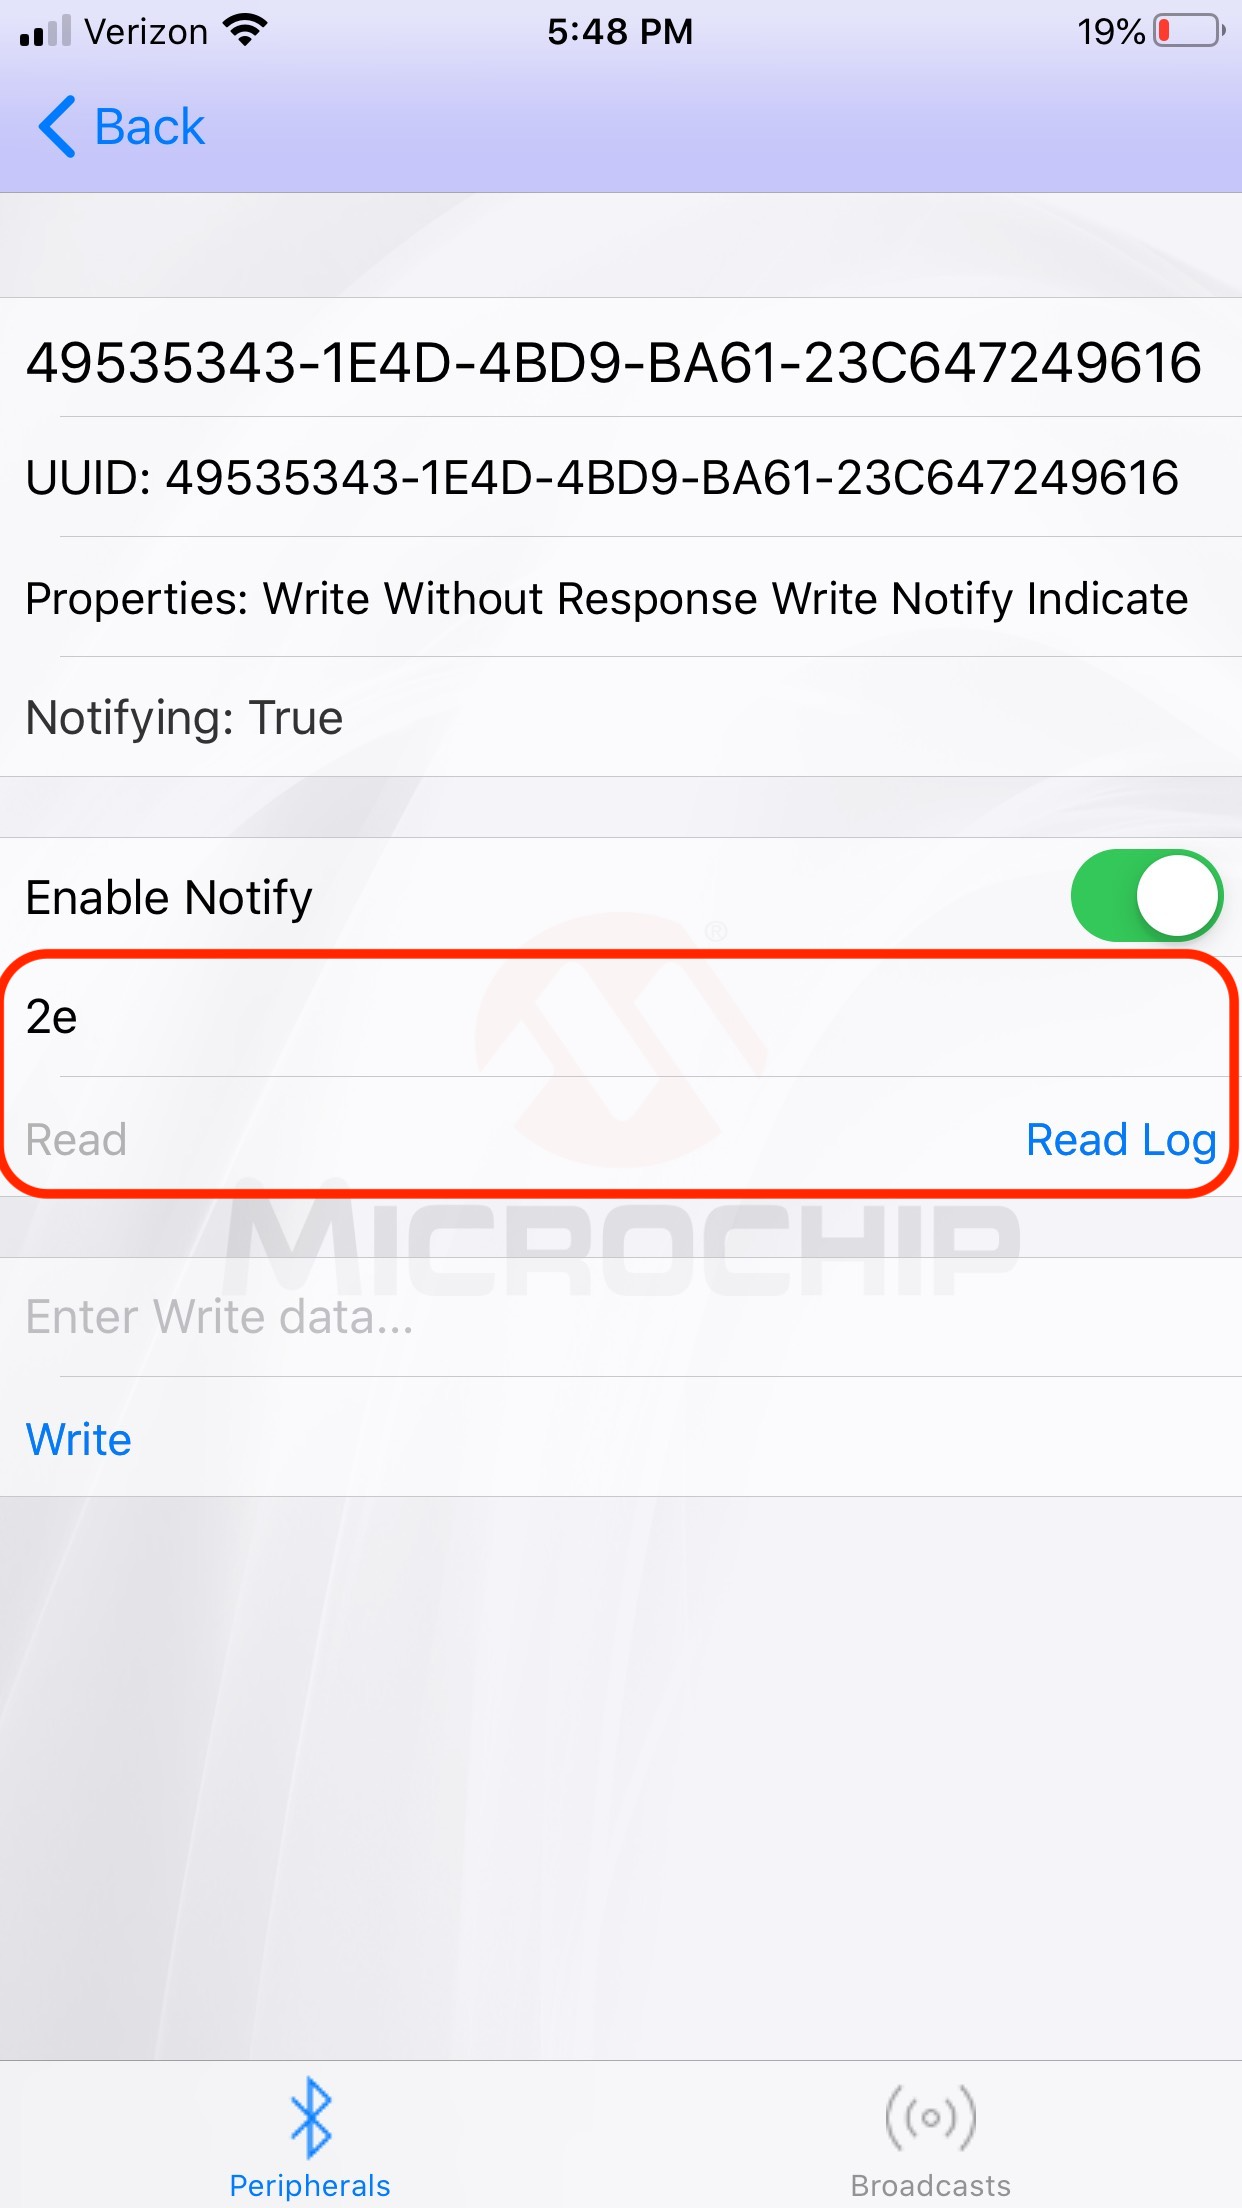 Verizon 5:48 PM 19%
Back
49535343-1E4D-4BD9-BA61-23C647249616
UUID: 49535343-1E4D-4BD9-BA61-23C647249616
Properties: Write Without Response Write Notify Indicate
Notifying: True
Enable Notify
®
2e
Read Read Log
MICROCHIP
Enter Write data...
Write
Peripherals Broadcasts